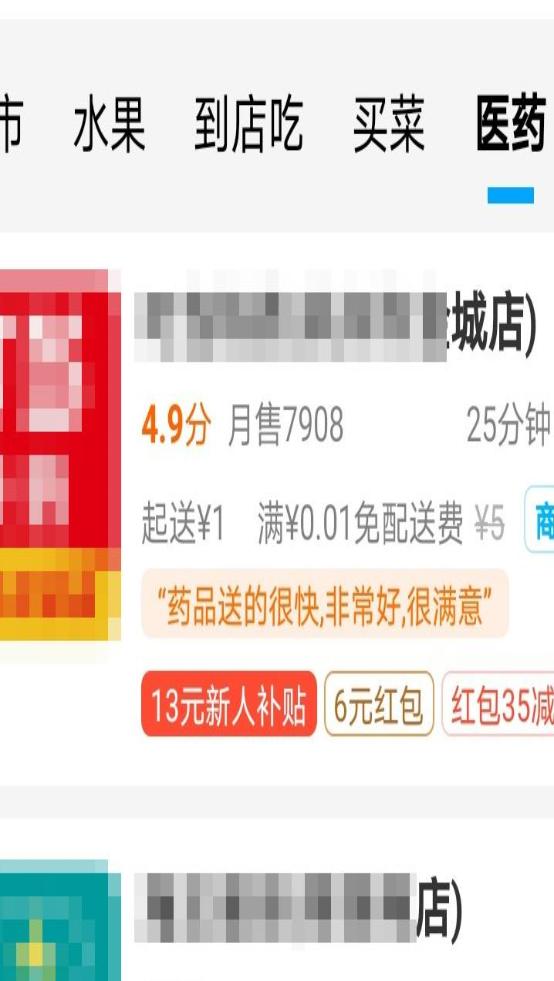 市 水果 到店吃 买菜 医药
城店)
4.9分 月售7908 25分钟
起送¥1 满¥0.01免配送费 ¥5 商
“药品送的很快,非常好,很满意”
13元新人补贴 6元红包 红包35减
店)